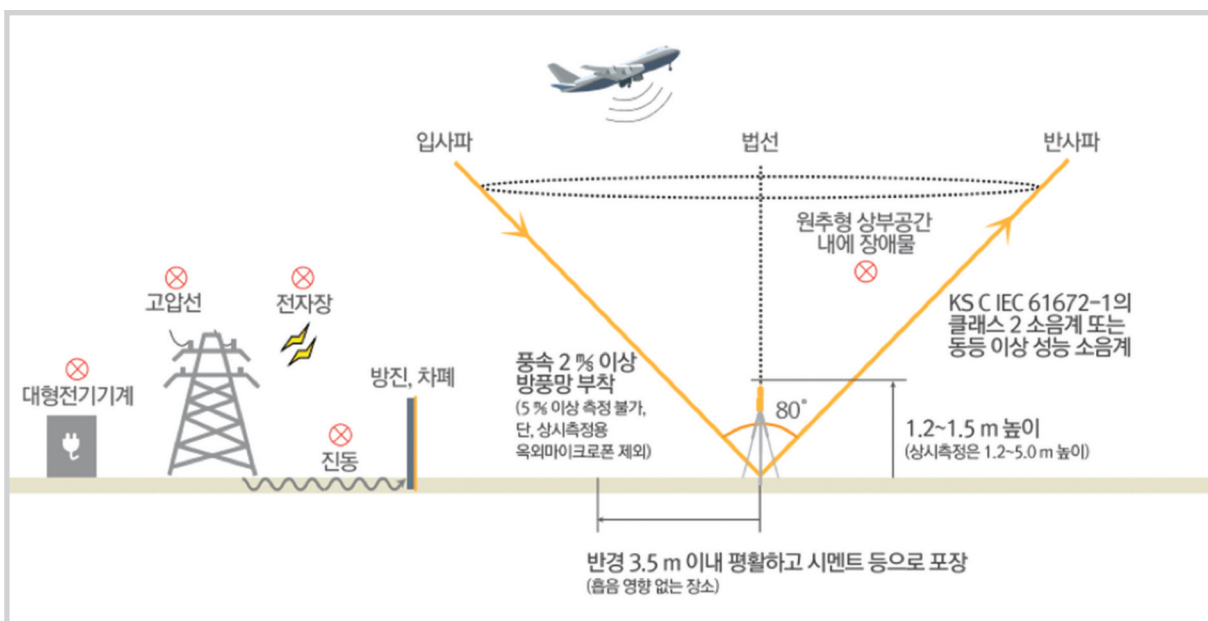 입사파
법선
반사파
원추형 상부공간
내에 장애물
고압선
전자장
KS C IEC 61672-1의
클래스 2 소음계 또는
동등 이상 성능 소음계
대형전기기계
방진, 차폐
풍속 2 ㎧ 이상
방풍망 부착
(5 ㎧ 이상 측정 불가,
단, 상시측정용
옥외마이크로폰 제외)
80°
1.2~1.5 m 높이
(상시측정은 1.2~5.0 m 높이)
진동
반경 3.5 m 이내 평활하고 시멘트 등으로 포장
(흡음 영향 없는 장소)